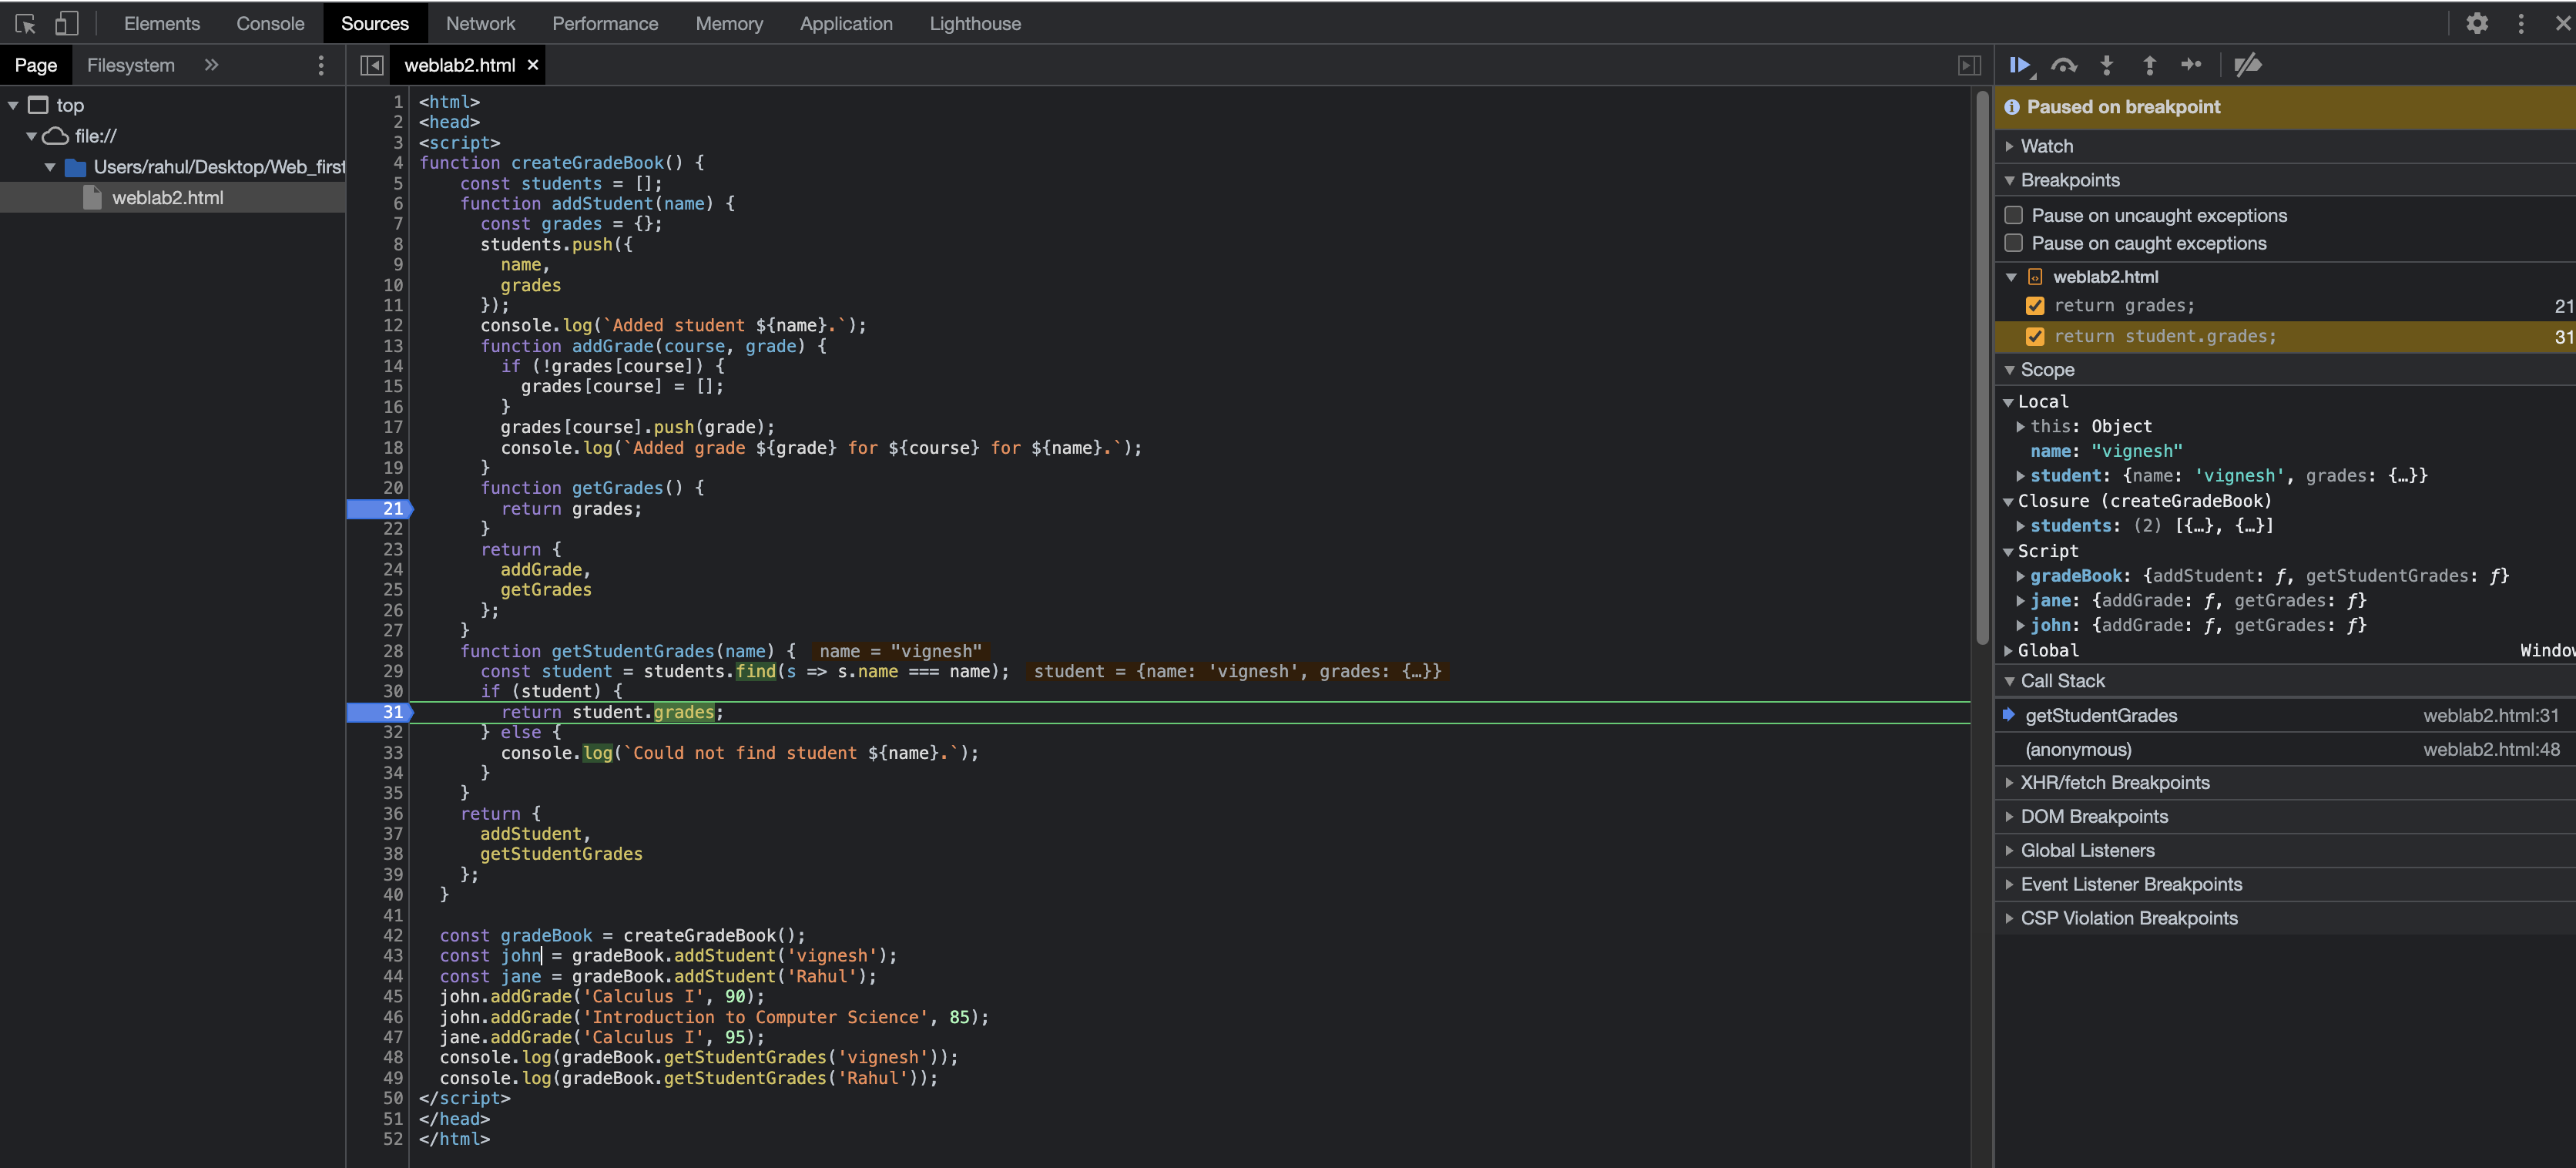 Elements Console Sources Network Performance Memory Application Lighthouse
Page Filesystem »
weblab2.html ×
top
file://
Users/rahul/Desktop/Web_first
weblab2.html
1 <html>
2 <head>
3 <script>
4 function createGradeBook() {
5 const students = [];
6 function addStudent(name) {
7 const grades = {};
8 students.push({
9 name,
10 grades
11 });
12 console.log(`Added student ${name}.`);
13 function addGrade(course, grade) {
14 if (!grades[course]) {
15 grades[course] = [];
16 }
17 grades[course].push(grade);
18 console.log(`Added grade ${grade} for ${course} for ${name}.`);
19 }
20 function getGrades() {
21 return grades;
22 }
23 return {
24 addGrade,
25 getGrades
26 };
27 }
28 function getStudentGrades(name) { name = "vignesh"
29 const student = students.find(s => s.name === name); student = {name: 'vignesh', grades: {…}}
30 if (student) {
31 return student.grades;
32 } else {
33 console.log(`Could not find student ${name}.`);
34 }
35 }
36 return {
37 addStudent,
38 getStudentGrades
39 };
40 }
41
42 const gradeBook = createGradeBook();
43 const john = gradeBook.addStudent('vignesh');
44 const jane = gradeBook.addStudent('Rahul');
45 john.addGrade('Calculus I', 90);
46 john.addGrade('Introduction to Computer Science', 85);
47 jane.addGrade('Calculus I', 95);
48 console.log(gradeBook.getStudentGrades('vignesh'));
49 console.log(gradeBook.getStudentGrades('Rahul'));
50 </script>
51 </head>
52 </html>
Paused on breakpoint
Watch
Breakpoints
Pause on uncaught exceptions
Pause on caught exceptions
weblab2.html
return grades; 21
return student.grades; 31
Scope
Local
this: Object
name: "vignesh"
student: {name: 'vignesh', grades: {…}}
Closure (createGradeBook)
students: (2) [{…}, {…}]
Script
gradeBook: {addStudent: ƒ, getStudentGrades: ƒ}
jane: {addGrade: ƒ, getGrades: ƒ}
john: {addGrade: ƒ, getGrades: ƒ}
Global Window
Call Stack
getStudentGrades weblab2.html:31
(anonymous) weblab2.html:48
XHR/fetch Breakpoints
DOM Breakpoints
Global Listeners
Event Listener Breakpoints
CSP Violation Breakpoints